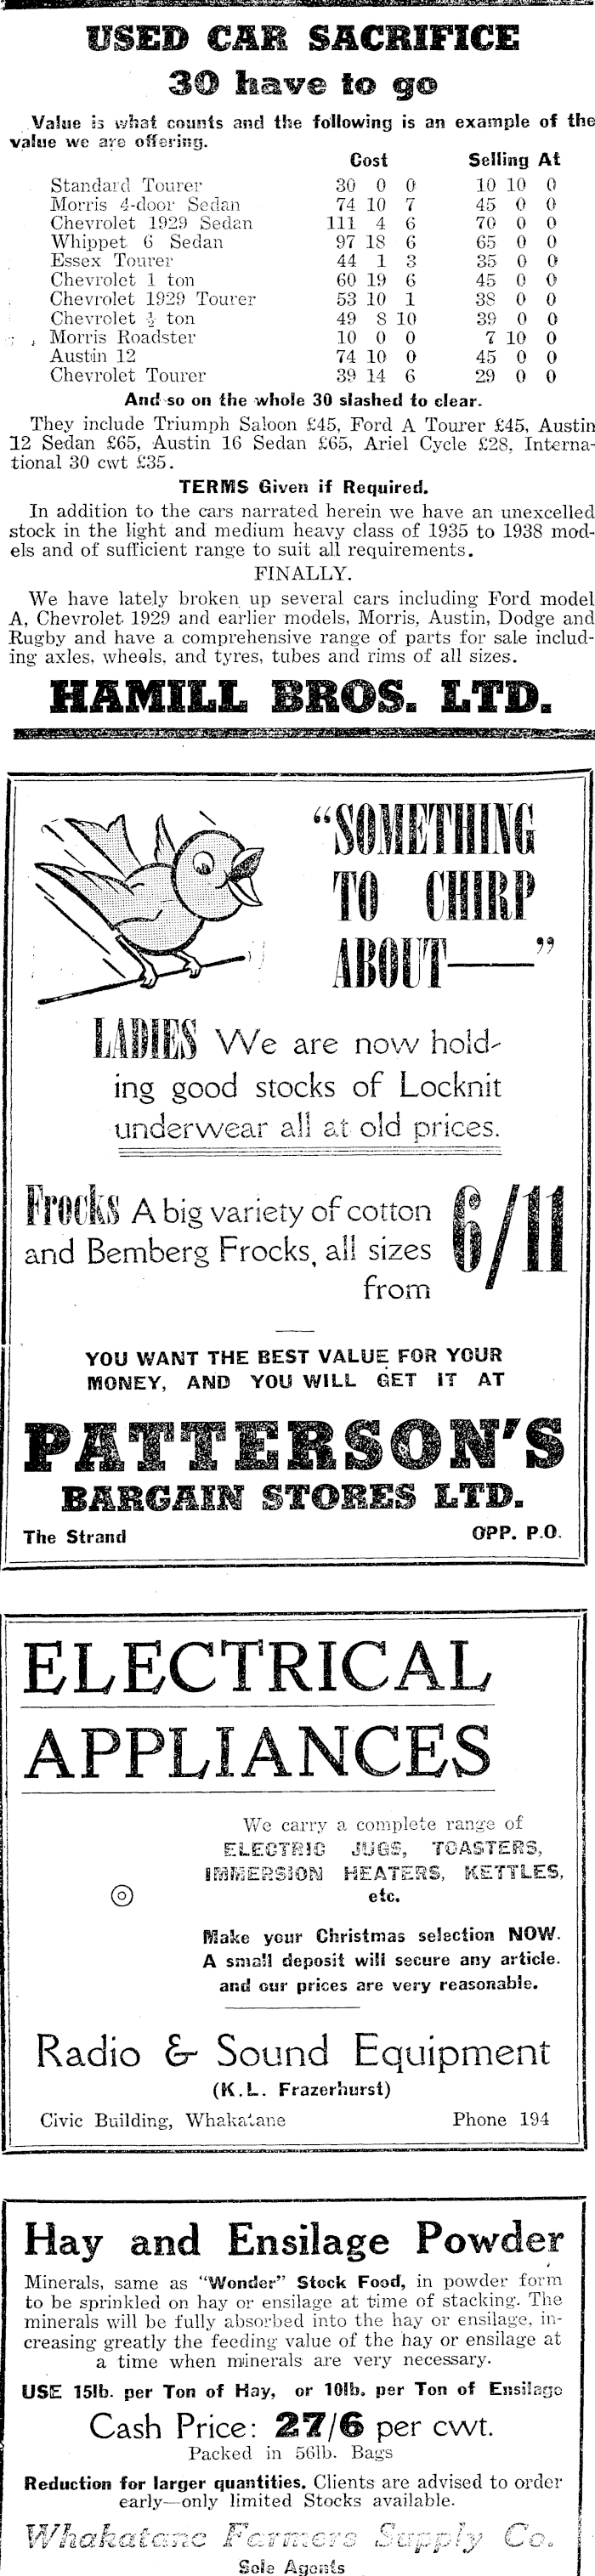 USED CAR SACRIFICE
30 have to go
Value is what counts and the following is an example of the
value we are offering.
Cost Selling At
Standard Tourer 30 0 0 10 10 0
Morris 4-door Sedan 74 10 7 45 0 0
Chevrolet 1929 Sedan 111 4 6 70 0 0
Whippet 6 Sedan 97 18 6 65 0 0
Essex Tourer 44 1 3 35 0 0
Chevrolet 1 ton 60 19 6 45 0 0
Chevrolet 1929 Tourer 53 10 1 38 0 0
Chevrolet ½ ton 49 8 10 39 0 0
Morris Roadster 10 0 0 7 10 0
Austin 12 74 10 0 45 0 0
Chevrolet Tourer 39 14 6 29 0 0
And so on the whole 30 slashed to clear.
They include Triumph Saloon £45, Ford A Tourer £45, Austin
12 Sedan £65, Austin 16 Sedan £65, Ariel Cycle £28, Interna-
tional 30 cwt £35.
TERMS Given if Required.
In addition to the cars narrated herein we have an unexcelled
stock in the light and medium heavy class of 1935 to 1938 mod-
els and of sufficient range to suit all requirements.
FINALLY.
We have lately broken up several cars including Ford model
A, Chevrolet 1929 and earlier models, Morris, Austin, Dodge and
Rugby and have a comprehensive range of parts for sale includ-
ing axles, wheels, and tyres, tubes and rims of all sizes.
HAMILL BROS. LTD.
"SOMETHING
TO CHIRP
ABOUT——"
LADIES We are now hold-
ing good stocks of Locknit
underwear all at old prices.
Frocks A big variety of cotton
and Bemberg Frocks, all sizes
from 6/11
YOU WANT THE BEST VALUE FOR YOUR
MONEY, AND YOU WILL GET IT AT
PATTERSON'S
BARGAIN STORES LTD.
The Strand OPP. P.O.
ELECTRICAL
APPLIANCES
We carry a complete range of
ELECTRIC JUGS, TOASTERS,
IMMERSION HEATERS, KETTLES,
etc.
Make your Christmas selection NOW.
A small deposit will secure any article.
and our prices are very reasonable.
Radio & Sound Equipment
(K.L. Frazerhurst)
Civic Building, Whakatane Phone 194
Hay and Ensilage Powder
Minerals, same as "Wonder" Stock Food, in powder form
to be sprinkled on hay or ensilage at time of stacking. The
minerals will be fully absorbed into the hay or ensilage, in-
creasing greatly the feeding value of the hay or ensilage at
a time when minerals are very necessary.
USE 15lb. per Ton of Hay, or 10lb. per Ton of Ensilage
Cash Price: 27/6 per cwt.
Packed in 56lb. Bags
Reduction for larger quantities. Clients are advised to order
early—only limited Stocks available.
Whakatane Farmers Supply Co.
Sole Agents